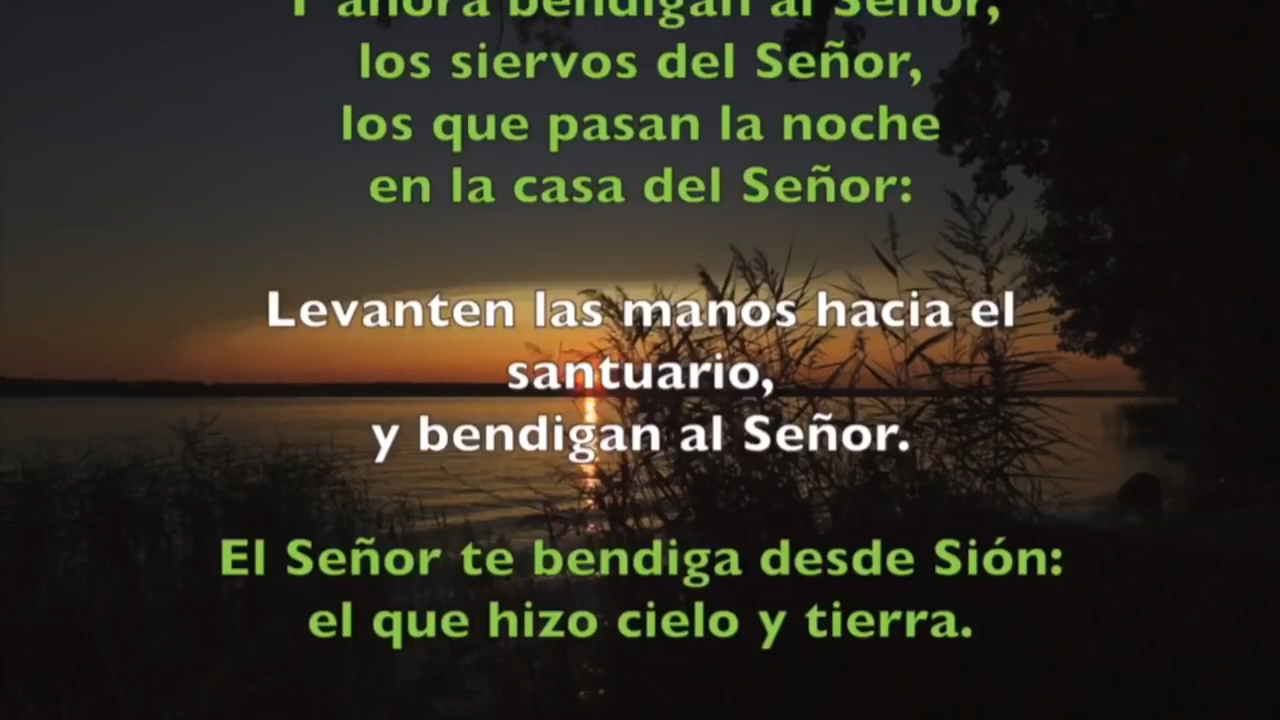 Y ahora bendigan al Señor,
los siervos del Señor,
los que pasan la noche
en la casa del Señor:
Levanten las manos hacia el
santuario,
y bendigan al Señor.
El Señor te bendiga desde Sión:
el que hizo cielo y tierra.